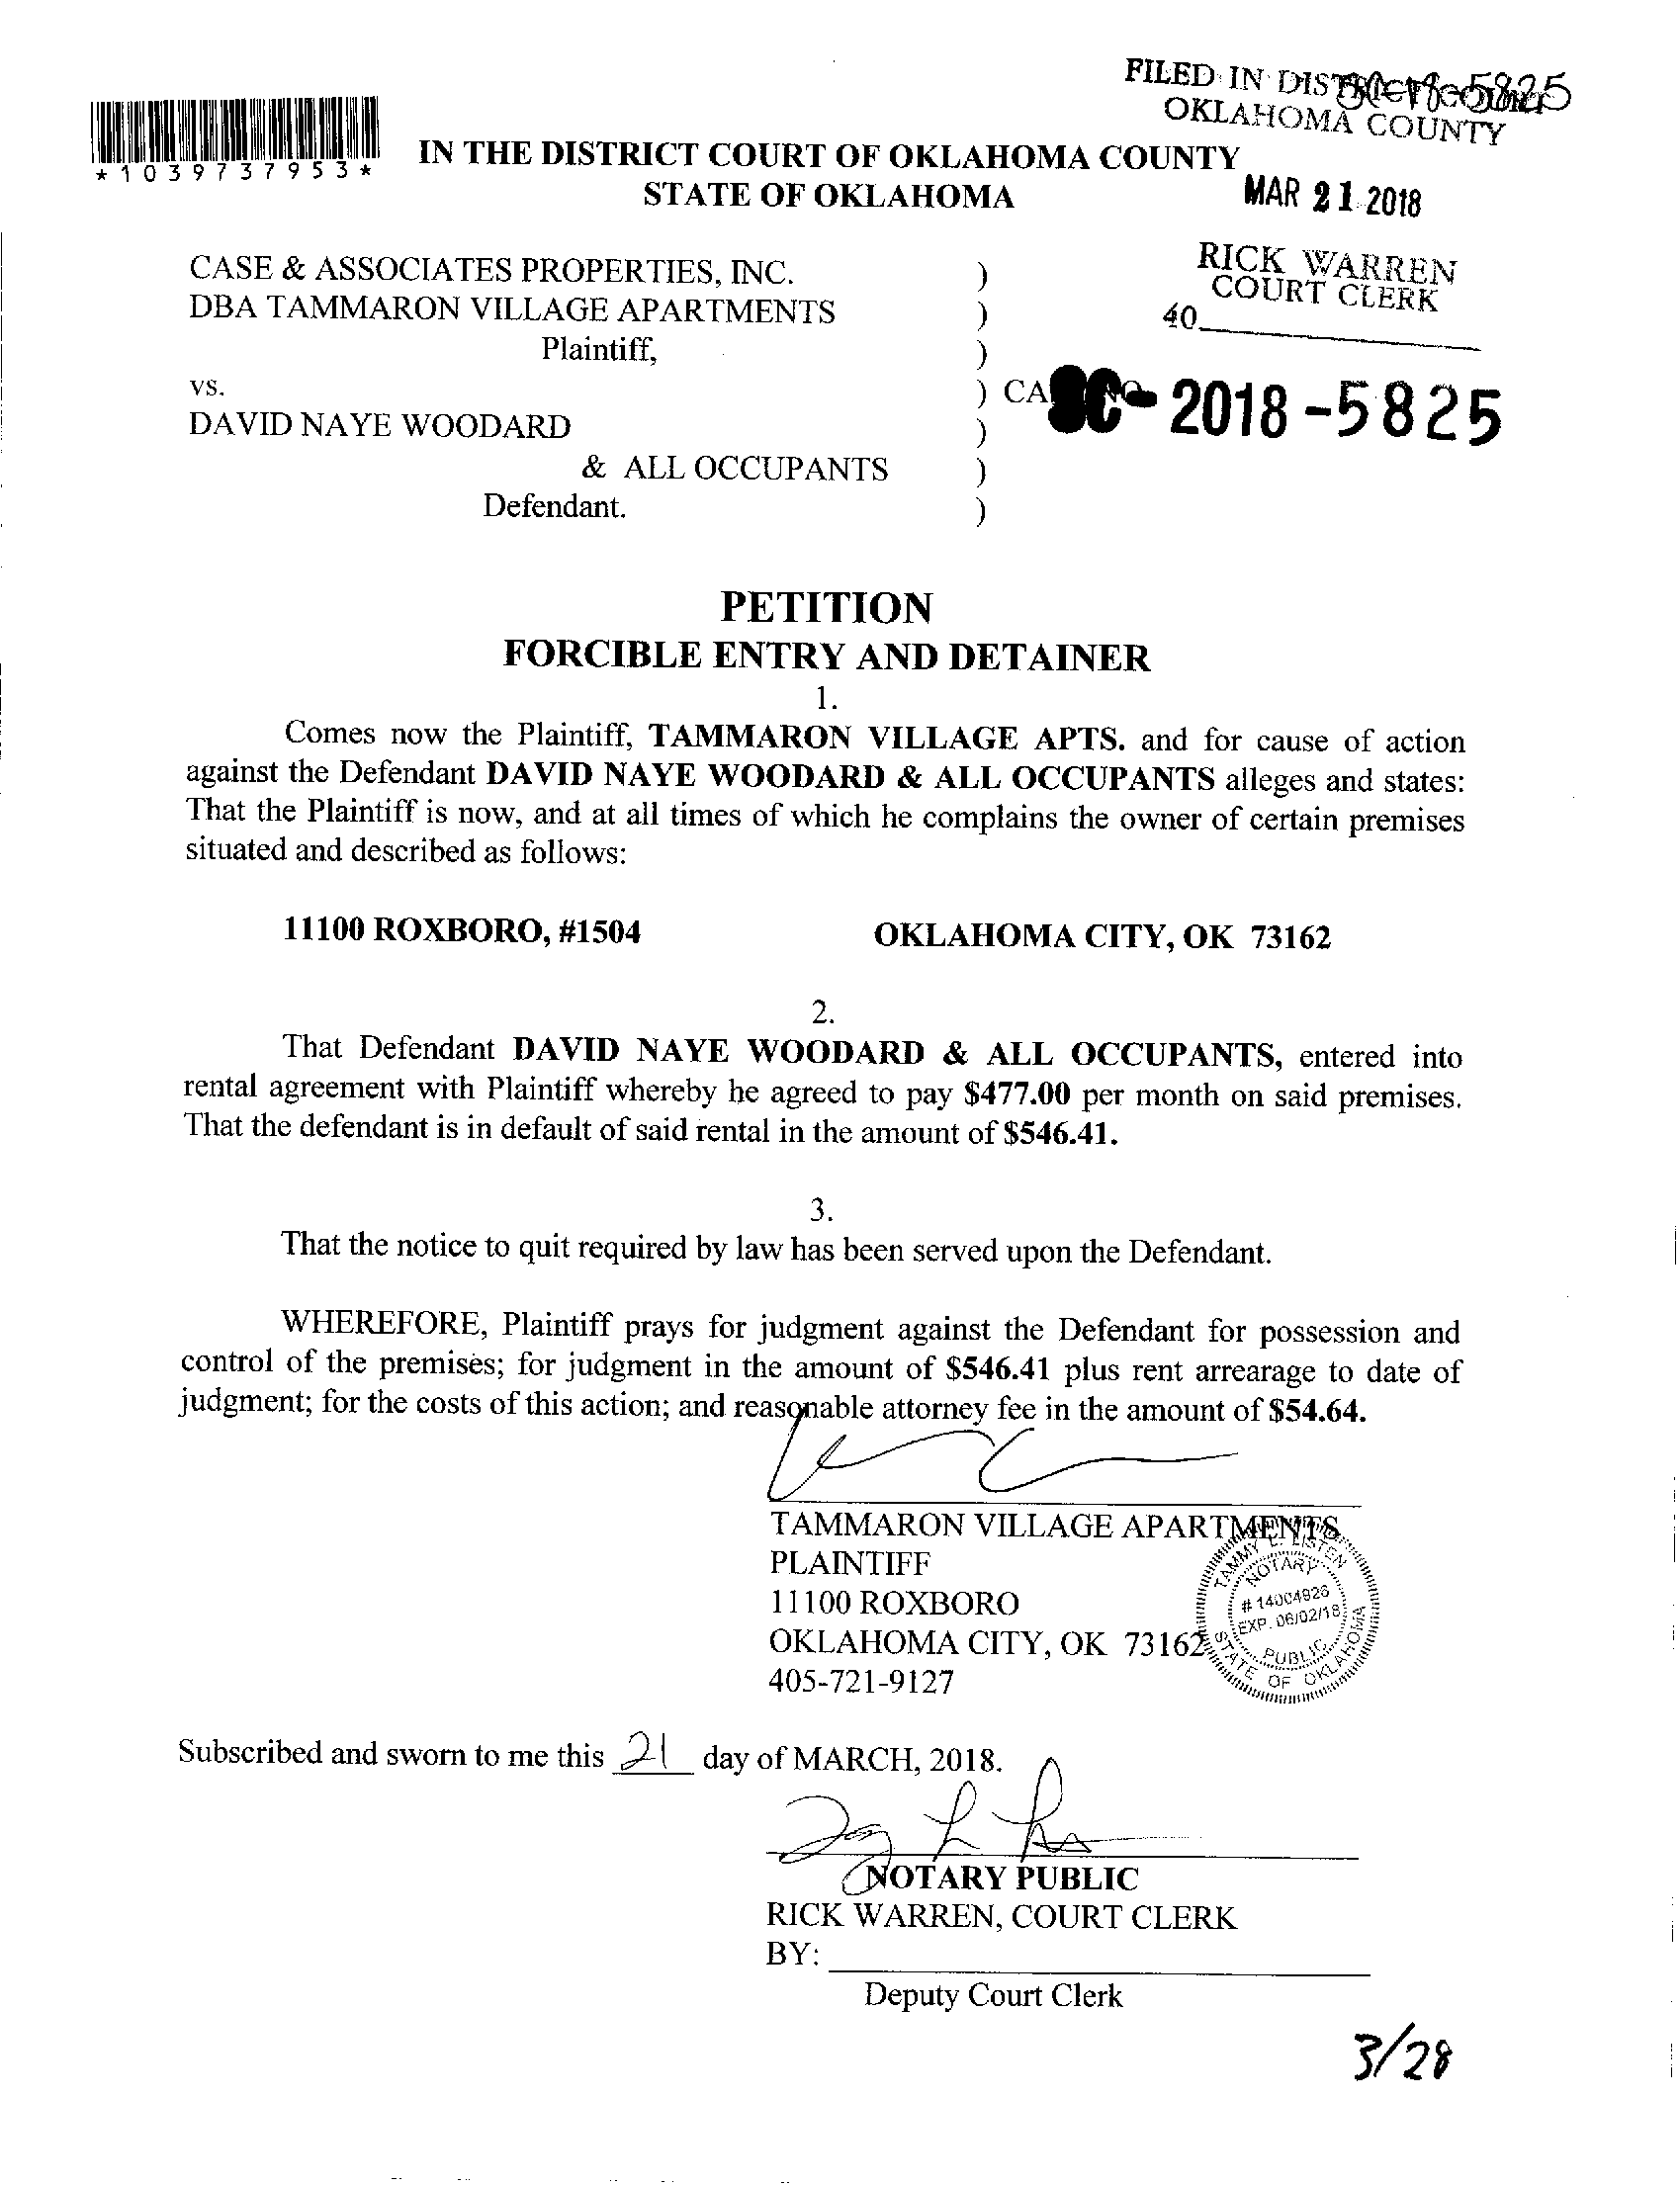 FILED IN DISTRICT COURT
OKLAHOMA COUNTY
*1039737953*
IN THE DISTRICT COURT OF OKLAHOMA COUNTY
STATE OF OKLAHOMA
MAR 21 2018
RICK WARREN
COURT CLERK
40
CASE & ASSOCIATES PROPERTIES, INC. )
DBA TAMMARON VILLAGE APARTMENTS )
Plaintiff, )
vs. ) CA SC- 2018-5825
DAVID NAYE WOODARD )
& ALL OCCUPANTS )
Defendant. )
PETITION
FORCIBLE ENTRY AND DETAINER
1.
Comes now the Plaintiff, TAMMARON VILLAGE APTS. and for cause of action
against the Defendant DAVID NAYE WOODARD & ALL OCCUPANTS alleges and states:
That the Plaintiff is now, and at all times of which he complains the owner of certain premises
situated and described as follows:
11100 ROXBORO, #1504 OKLAHOMA CITY, OK 73162
2.
That Defendant DAVID NAYE WOODARD & ALL OCCUPANTS, entered into
rental agreement with Plaintiff whereby he agreed to pay $477.00 per month on said premises.
That the defendant is in default of said rental in the amount of $546.41.
3.
That the notice to quit required by law has been served upon the Defendant.
WHEREFORE, Plaintiff prays for judgment against the Defendant for possession and
control of the premises; for judgment in the amount of $546.41 plus rent arrearage to date of
judgment; for the costs of this action; and reasonable attorney fee in the amount of $54.64.
TAMMARON VILLAGE APARTMENTS
PLAINTIFF
11100 ROXBORO
OKLAHOMA CITY, OK 73162
405-721-9127
TAMMY L. LISTEN
NOTARY
# 14004926
EXP. 06/02/18
PUBLIC
STATE OF OKLAHOMA
Subscribed and sworn to me this 21 day of MARCH, 2018.
NOTARY PUBLIC
RICK WARREN, COURT CLERK
BY:
Deputy Court Clerk
3/28